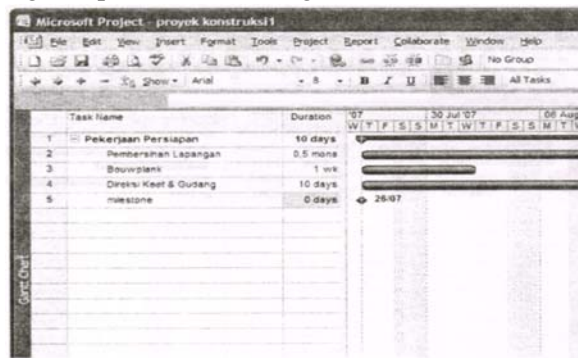 Microsoft Project - proyek konstruksi1
File Edit View Insert Format Tools Project Report Collaborate Window Help
No Group
Show Arial 8 B I U All Tasks
Task Name Duration '07 30 Jul '07 06 Aug
W T F S S M T W T F S S M T
1 Pekerjaan Persiapan 10 days
2 Pembersihan Lapangan 0,5 mons
3 Bouwplank 1 wk
4 Direksi Keet & Gudang 10 days
5 milestone 0 days 26/07
Gantt Chart